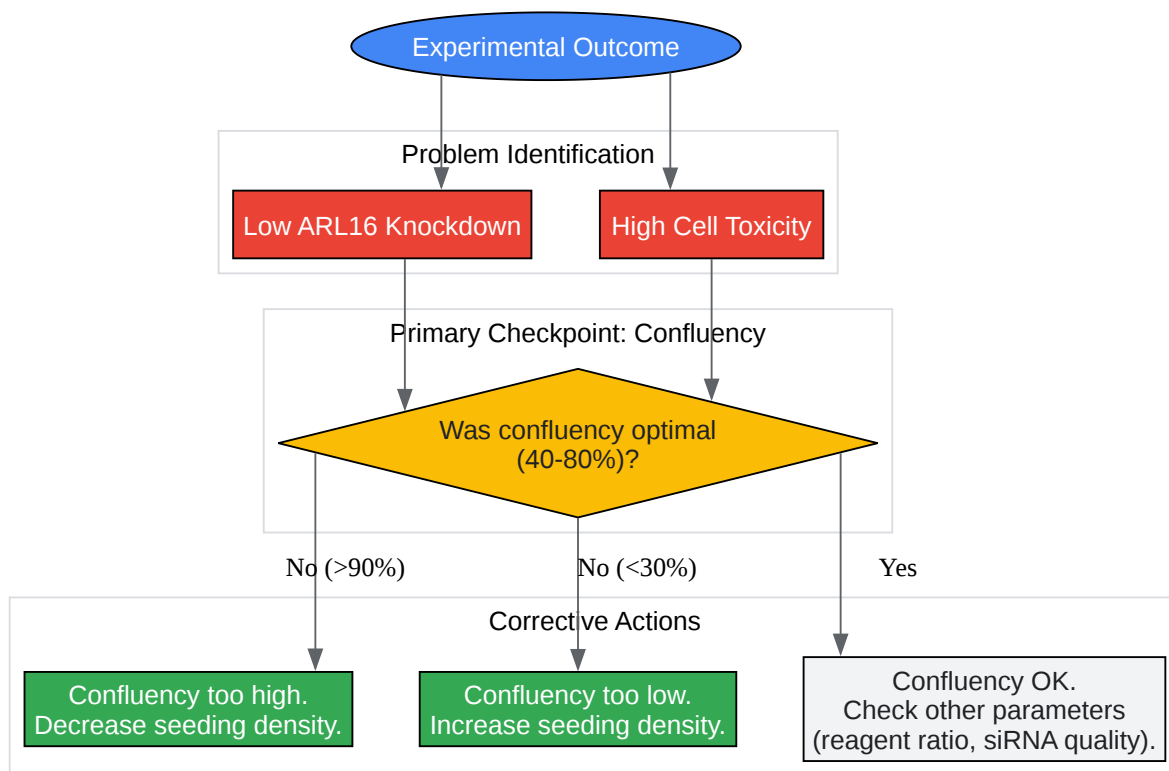 Experimental Outcome
Problem Identification
Low ARL16 Knockdown
High Cell Toxicity
Primary Checkpoint: Confluency
Was confluency optimal
(40-80%)?
No (>90%)
No (<30%)
Yes
Corrective Actions
Confluency too high.
Decrease seeding density.
Confluency too low.
Increase seeding density.
Confluency OK.
Check other parameters
(reagent ratio, siRNA quality).